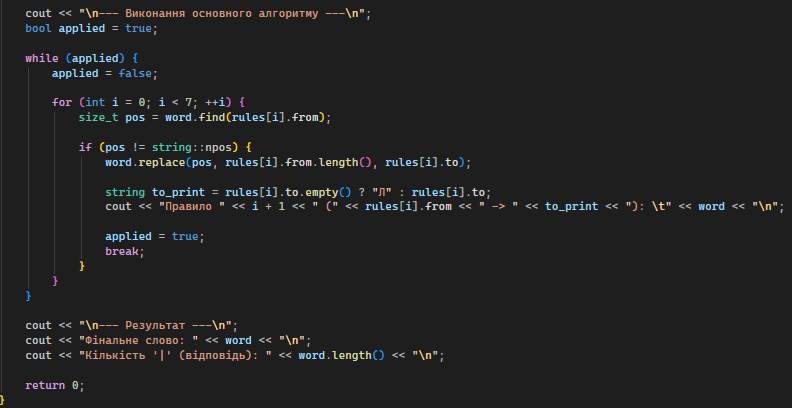 cout << "\n--- Виконання основного алгоритму ---\n";
bool applied = true;
while (applied) {
applied = false;
for (int i = 0; i < 7; ++i) {
size_t pos = word.find(rules[i].from);
if (pos != string::npos) {
word.replace(pos, rules[i].from.length(), rules[i].to);
string to_print = rules[i].to.empty() ? "Л" : rules[i].to;
cout << "Правило " << i + 1 << " (" << rules[i].from << " -> " << to_print << "): \t" << word << "\n";
applied = true;
break;
}
}
}
cout << "\n--- Результат ---\n";
cout << "Фінальне слово: " << word << "\n";
cout << "Кількість '|' (відповідь): " << word.length() << "\n";
return 0;
}